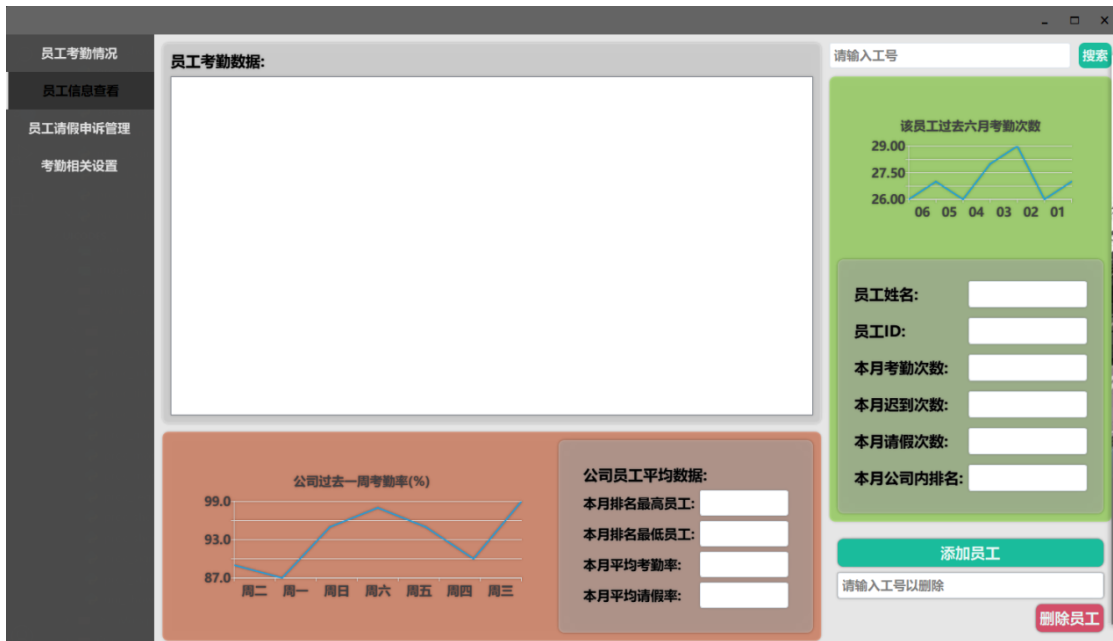 员工考勤情况
员工信息查看
员工请假申诉管理
考勤相关设置
员工考勤数据:
请输入工号
搜索
该员工过去六月考勤次数
29.00
27.50
26.00
06 05 04 03 02 01
员工姓名:
员工ID:
本月考勤次数:
本月迟到次数:
本月请假次数:
本月公司内排名:
公司过去一周考勤率(%)
99.0
93.0
87.0
周二 周一 周日 周六 周五 周四 周三
公司员工平均数据:
本月排名最高员工:
本月排名最低员工:
本月平均考勤率:
本月平均请假率:
添加员工
请输入工号以删除
删除员工